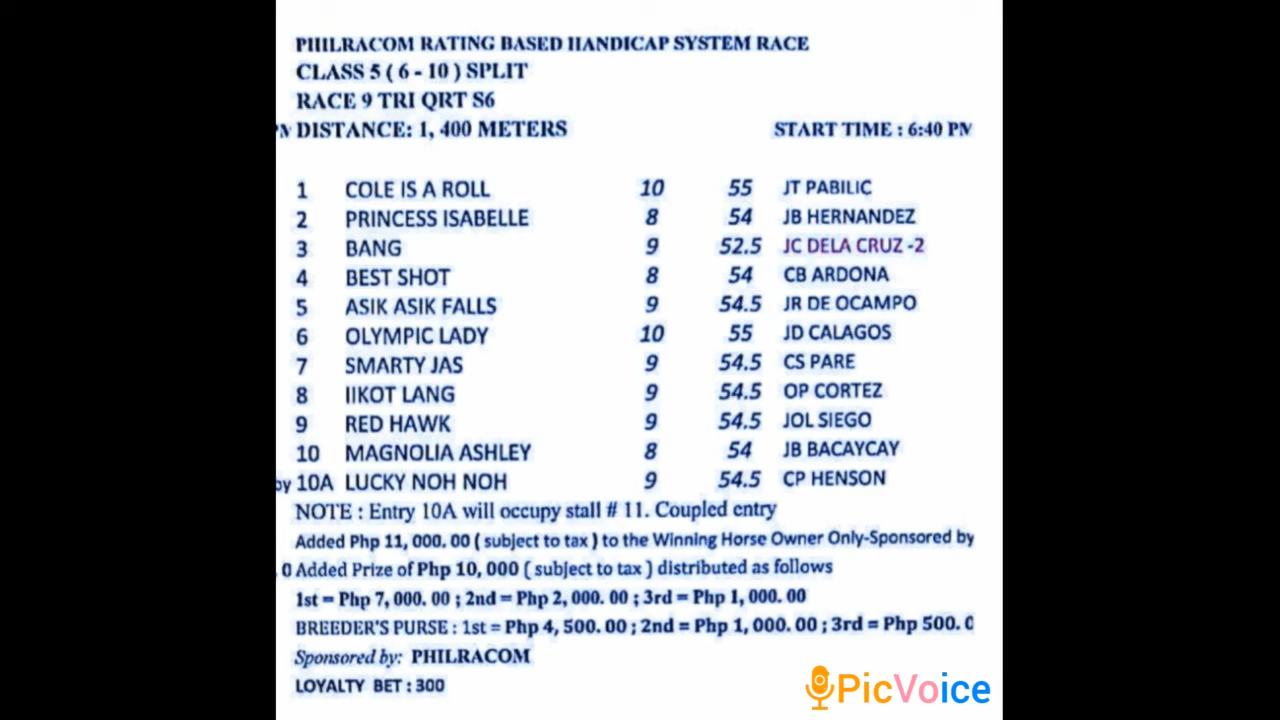 PHILRACOM RATING BASED HANDICAP SYSTEM RACE
CLASS 5 ( 6 - 10 ) SPLIT
RACE 9 TRI QRT S6
DISTANCE: 1, 400 METERS START TIME : 6:40 PM
1 COLE IS A ROLL 10 55 JT PABILIC
2 PRINCESS ISABELLE 8 54 JB HERNANDEZ
3 BANG 9 52.5 JC DELA CRUZ -2
4 BEST SHOT 8 54 CB ARDONA
5 ASIK ASIK FALLS 9 54.5 JR DE OCAMPO
6 OLYMPIC LADY 10 55 JD CALAGOS
7 SMARTY JAS 9 54.5 CS PARE
8 IIKOT LANG 9 54.5 OP CORTEZ
9 RED HAWK 9 54.5 JOL SIEGO
10 MAGNOLIA ASHLEY 8 54 JB BACAYCAY
by 10A LUCKY NOH NOH 9 54.5 CP HENSON
NOTE : Entry 10A will occupy stall # 11. Coupled entry
Added Php 11, 000. 00 ( subject to tax ) to the Winning Horse Owner Only-Sponsored by
. 0 Added Prize of Php 10, 000 ( subject to tax ) distributed as follows
1st = Php 7, 000. 00 ; 2nd = Php 2, 000. 00 ; 3rd = Php 1, 000. 00
BREEDER'S PURSE : 1st = Php 4, 500. 00 ; 2nd = Php 1, 000. 00 ; 3rd = Php 500. 0
Sponsored by: PHILRACOM
LOYALTY BET : 300
PicVoice